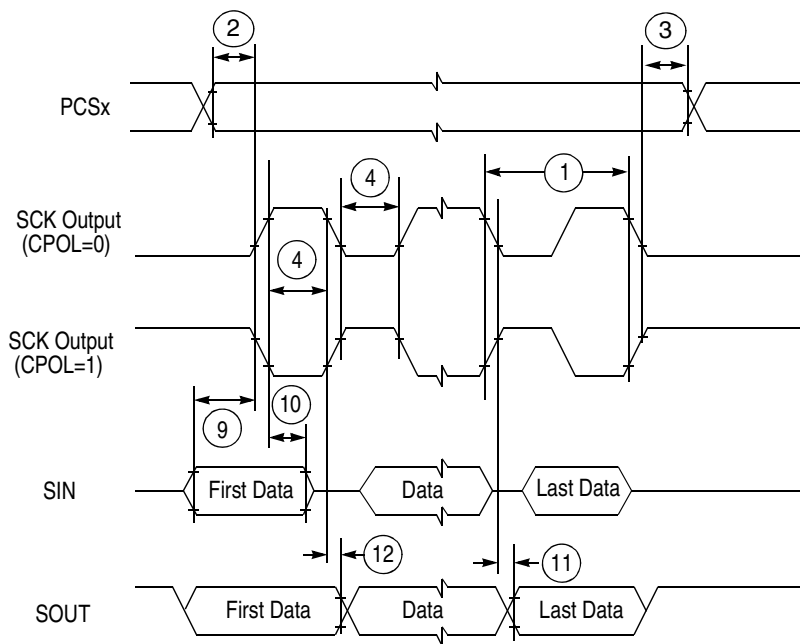 2
3
PCSx
4
1
SCK Output
(CPOL=0)
4
SCK Output
(CPOL=1)
9
10
SIN
First Data
Data
Last Data
12
11
SOUT
First Data
Data
Last Data